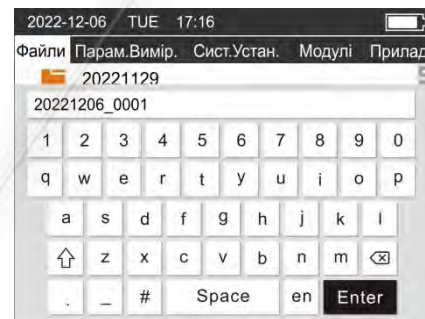 2022-12-06 TUE 17:16
Файли Парам.Вимір. Сист.Устан. Модулі Прилад
20221129
20221206_0001
1 2 3 4 5 6 7 8 9 0
q w e r t y u i o p
a s d f g h j k l
z x c v b n m
. _ # Space en Enter